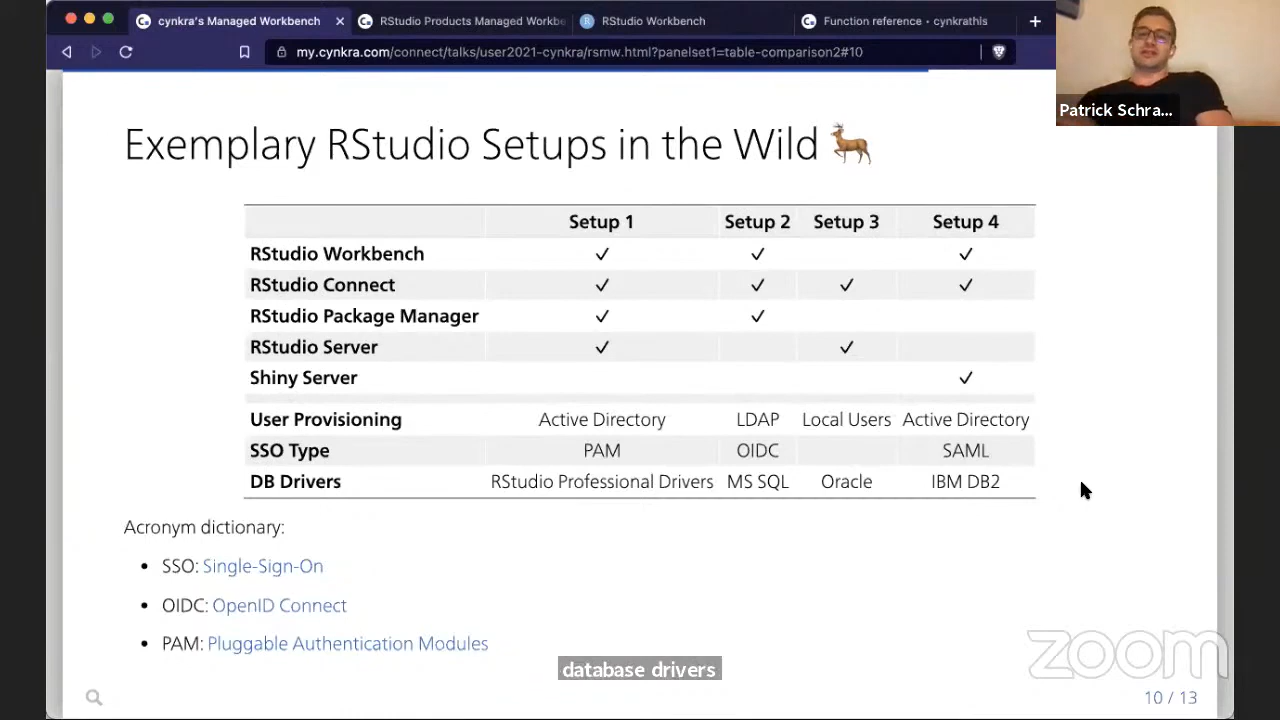 cynkra's Managed Workbench
RStudio Products Managed Workbe
RStudio Workbench
Function reference • cynkrathls
my.cynkra.com/connect/talks/user2021-cynkra/rsmw.html?panelset1=table-comparison2#10
Patrick Schra...
Exemplary RStudio Setups in the Wild
Setup 1 Setup 2 Setup 3 Setup 4
RStudio Workbench ✓ ✓ ✓
RStudio Connect ✓ ✓ ✓ ✓
RStudio Package Manager ✓ ✓
RStudio Server ✓ ✓
Shiny Server ✓
User Provisioning Active Directory LDAP Local Users Active Directory
SSO Type PAM OIDC SAML
DB Drivers RStudio Professional Drivers MS SQL Oracle IBM DB2
Acronym dictionary:
• SSO: Single-Sign-On
• OIDC: OpenID Connect
• PAM: Pluggable Authentication Modules
database drivers
zoom
10 / 13